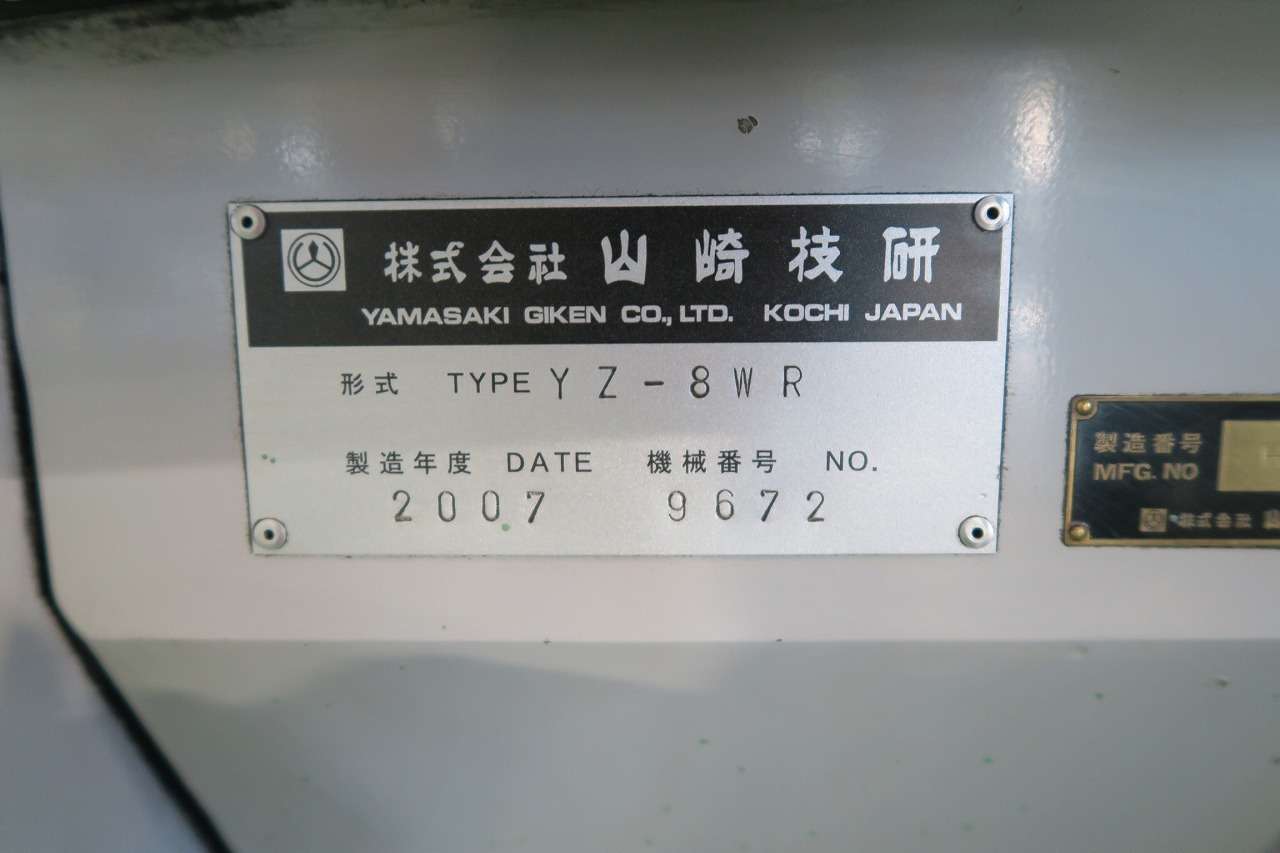 株式会社 山崎技研
YAMASAKI GIKEN CO., LTD. KOCHI JAPAN
形式 TYPE YZ-8WR
製造年度 DATE 機械番号 NO.
2007 9672
製造番号
MFG. NO
株式会社